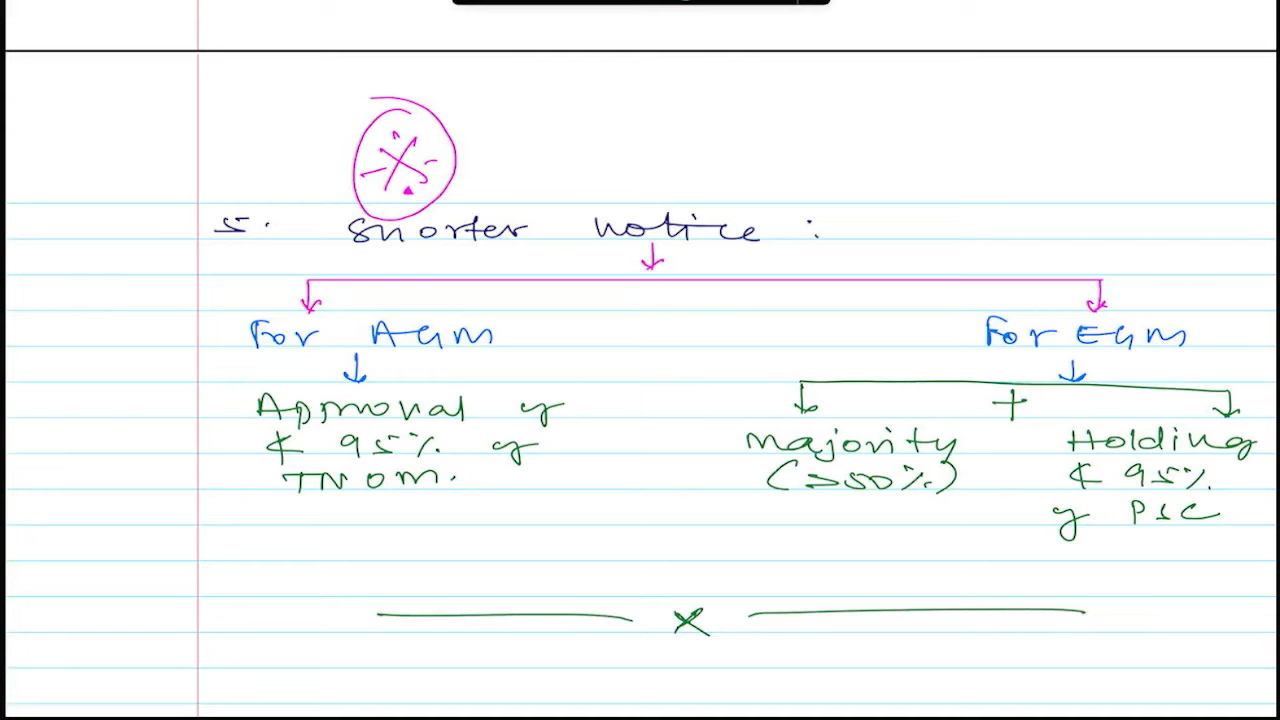 5. Shorter notice :
For AGM
For EGM
Approval of
₵ 95% of
TNOM.
+
majority
(>50%)
Holding
₵ 95%
of PSC